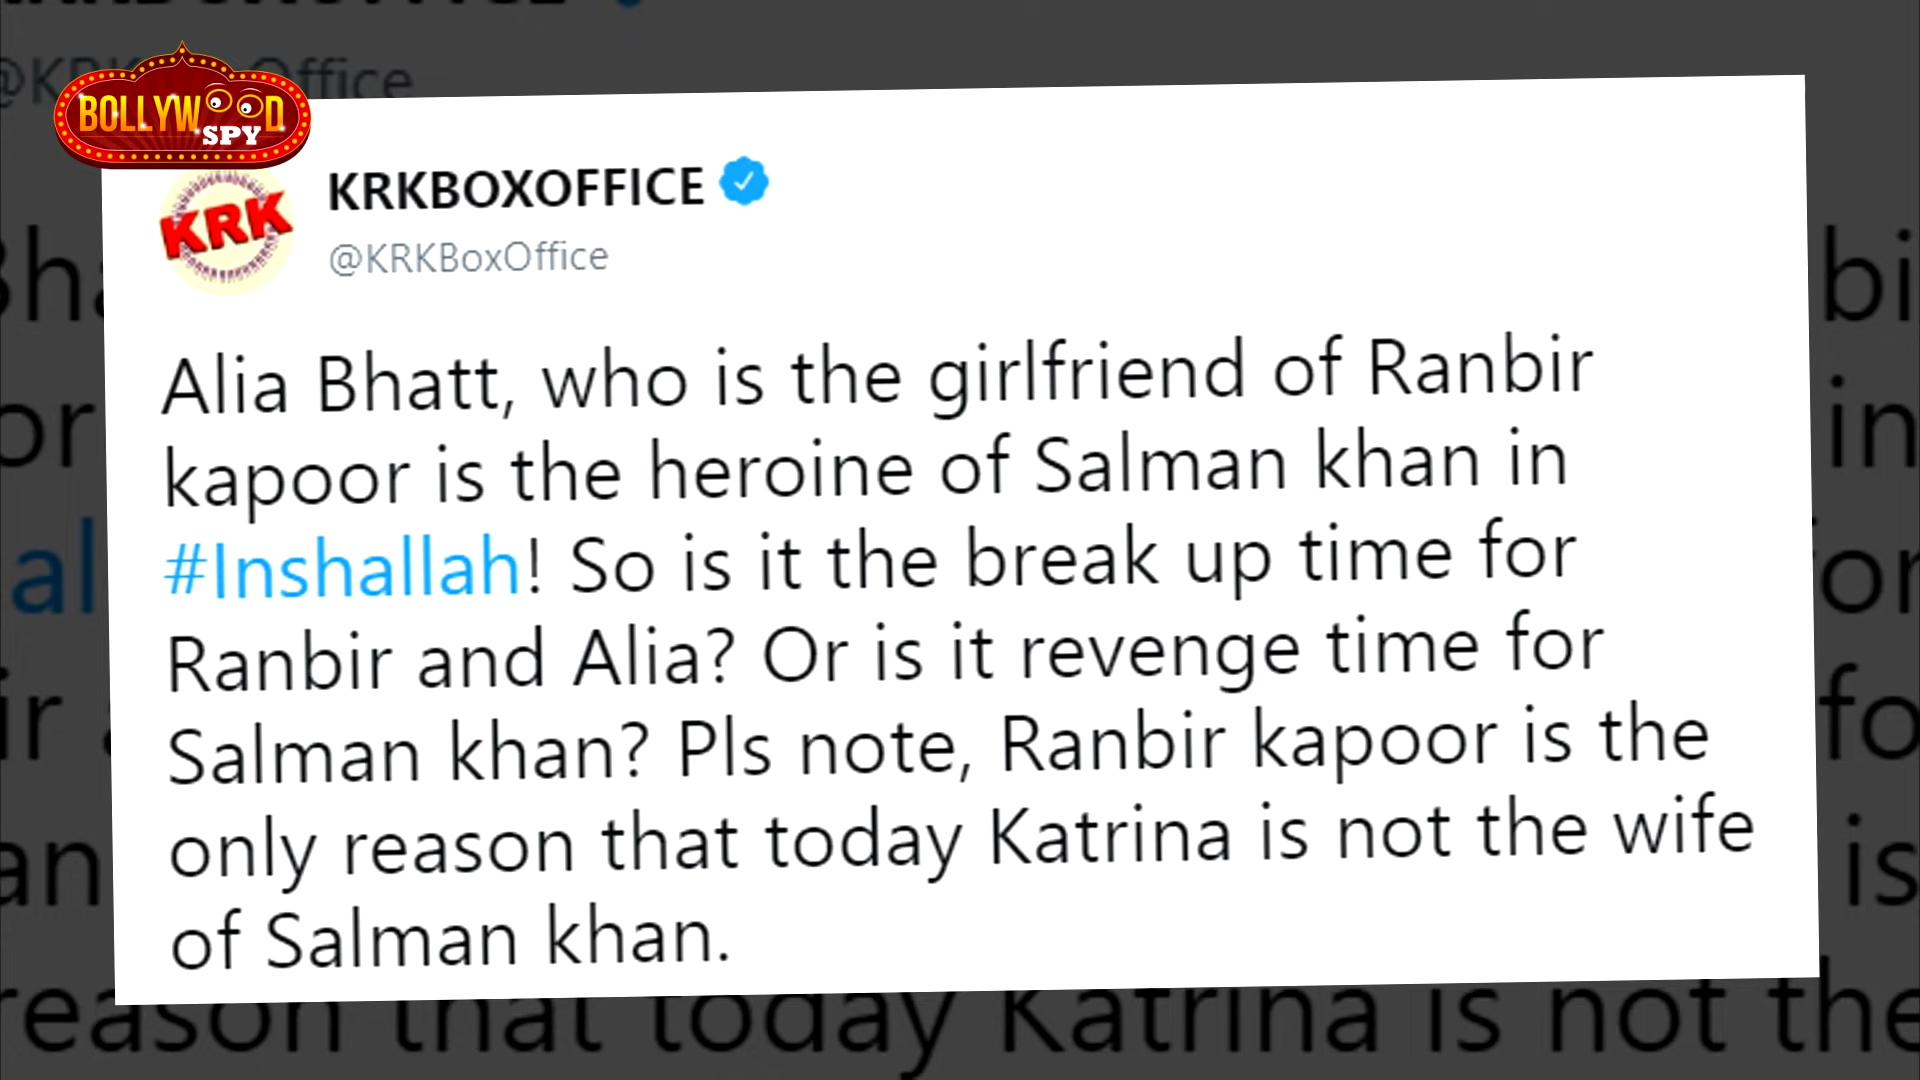 KRKBOXOFFICE
@KRKBoxOffice
BOLLYWOOD
SPY
KRK
KRKBOXOFFICE
@KRKBoxOffice
Alia Bhatt, who is the girlfriend of Ranbir
kapoor is the heroine of Salman khan in
#Inshallah! So is it the break up time for
Ranbir and Alia? Or is it revenge time for
Salman khan? Pls note, Ranbir kapoor is the
only reason that today Katrina is not the wife
of Salman khan.
reason that today Katrina is not the